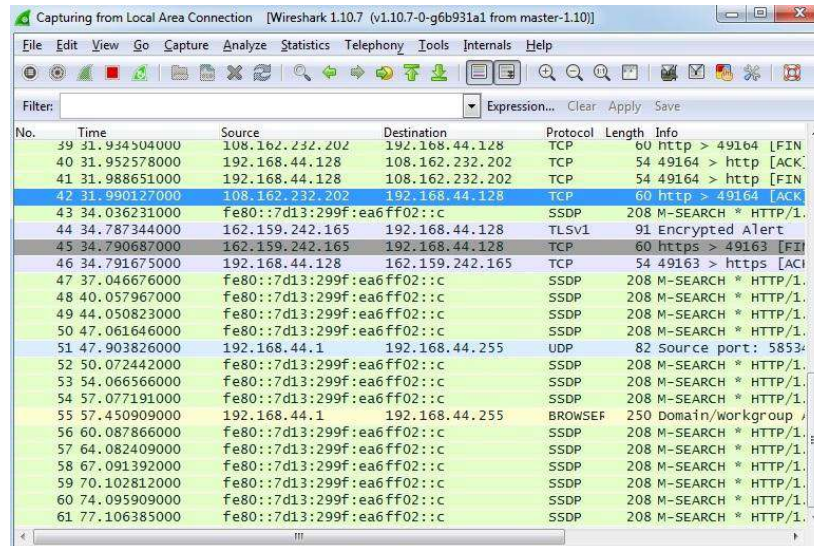 Capturing from Local Area Connection [Wireshark 1.10.7 (v1.10.7-0-g6b931a1 from master-1.10)]
File Edit View Go Capture Analyze Statistics Telephony Tools Internals Help
Filter: Expression... Clear Apply Save
No. Time Source Destination Protocol Length Info
39 31.934504000 108.162.232.202 192.168.44.128 TCP 60 http > 49164 [FIN
40 31.952578000 192.168.44.128 108.162.232.202 TCP 54 49164 > http [ACK]
41 31.988651000 192.168.44.128 108.162.232.202 TCP 54 49164 > http [FIN
42 31.990127000 108.162.232.202 192.168.44.128 TCP 60 http > 49164 [ACK]
43 34.036231000 fe80::7d13:299f:ea6ff02::c SSDP 208 M-SEARCH * HTTP/1.
44 34.787344000 162.159.242.165 192.168.44.128 TLSv1 91 Encrypted Alert
45 34.790687000 162.159.242.165 192.168.44.128 TCP 60 https > 49163 [FIN
46 34.791675000 192.168.44.128 162.159.242.165 TCP 54 49163 > https [ACK
47 37.046676000 fe80::7d13:299f:ea6ff02::c SSDP 208 M-SEARCH * HTTP/1.
48 40.057967000 fe80::7d13:299f:ea6ff02::c SSDP 208 M-SEARCH * HTTP/1.
49 44.050823000 fe80::7d13:299f:ea6ff02::c SSDP 208 M-SEARCH * HTTP/1.
50 47.061646000 fe80::7d13:299f:ea6ff02::c SSDP 208 M-SEARCH * HTTP/1.
51 47.903826000 192.168.44.1 192.168.44.255 UDP 82 Source port: 58534
52 50.072442000 fe80::7d13:299f:ea6ff02::c SSDP 208 M-SEARCH * HTTP/1.
53 54.066566000 fe80::7d13:299f:ea6ff02::c SSDP 208 M-SEARCH * HTTP/1.
54 57.077191000 fe80::7d13:299f:ea6ff02::c SSDP 208 M-SEARCH * HTTP/1.
55 57.450909000 192.168.44.1 192.168.44.255 BROWSER 250 Domain/Workgroup A
56 60.087866000 fe80::7d13:299f:ea6ff02::c SSDP 208 M-SEARCH * HTTP/1.
57 64.082409000 fe80::7d13:299f:ea6ff02::c SSDP 208 M-SEARCH * HTTP/1.
58 67.091392000 fe80::7d13:299f:ea6ff02::c SSDP 208 M-SEARCH * HTTP/1.
59 70.102812000 fe80::7d13:299f:ea6ff02::c SSDP 208 M-SEARCH * HTTP/1.
60 74.095909000 fe80::7d13:299f:ea6ff02::c SSDP 208 M-SEARCH * HTTP/1.
61 77.106385000 fe80::7d13:299f:ea6ff02::c SSDP 208 M-SEARCH * HTTP/1.